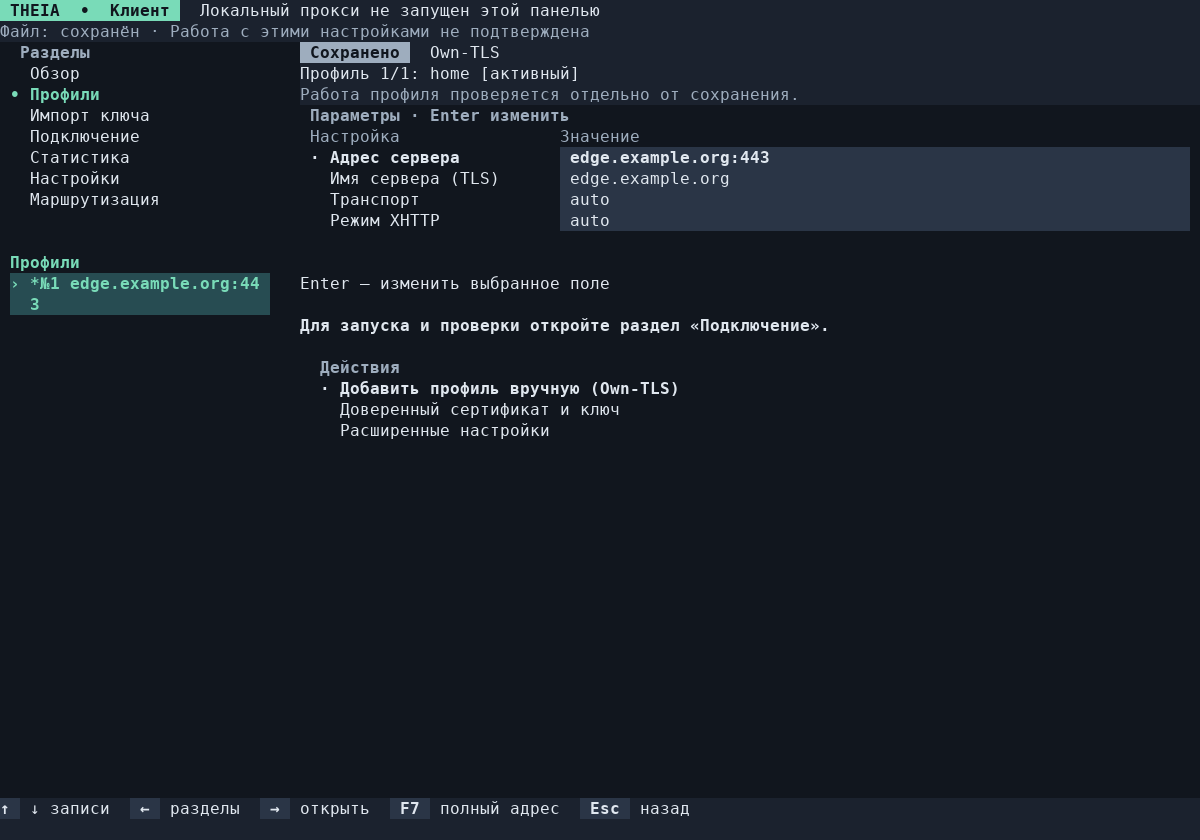 THEIA • Клиент Локальный прокси не запущен этой панелью
Файл: сохранён · Работа с этими настройками не подтверждена
Разделы
Обзор
• Профили
Импорт ключа
Подключение
Статистика
Настройки
Маршрутизация
Профили
› *№1 edge.example.org:44
3
Сохранено Own-TLS
Профиль 1/1: home [активный]
Работа профиля проверяется отдельно от сохранения.
Параметры · Enter изменить
Настройка Значение
· Адрес сервера edge.example.org:443
Имя сервера (TLS) edge.example.org
Транспорт auto
Режим XHTTP auto
Enter — изменить выбранное поле
Для запуска и проверки откройте раздел «Подключение».
Действия
· Добавить профиль вручную (Own-TLS)
Доверенный сертификат и ключ
Расширенные настройки
↑ ↓ записи ← разделы → открыть F7 полный адрес Esc назад